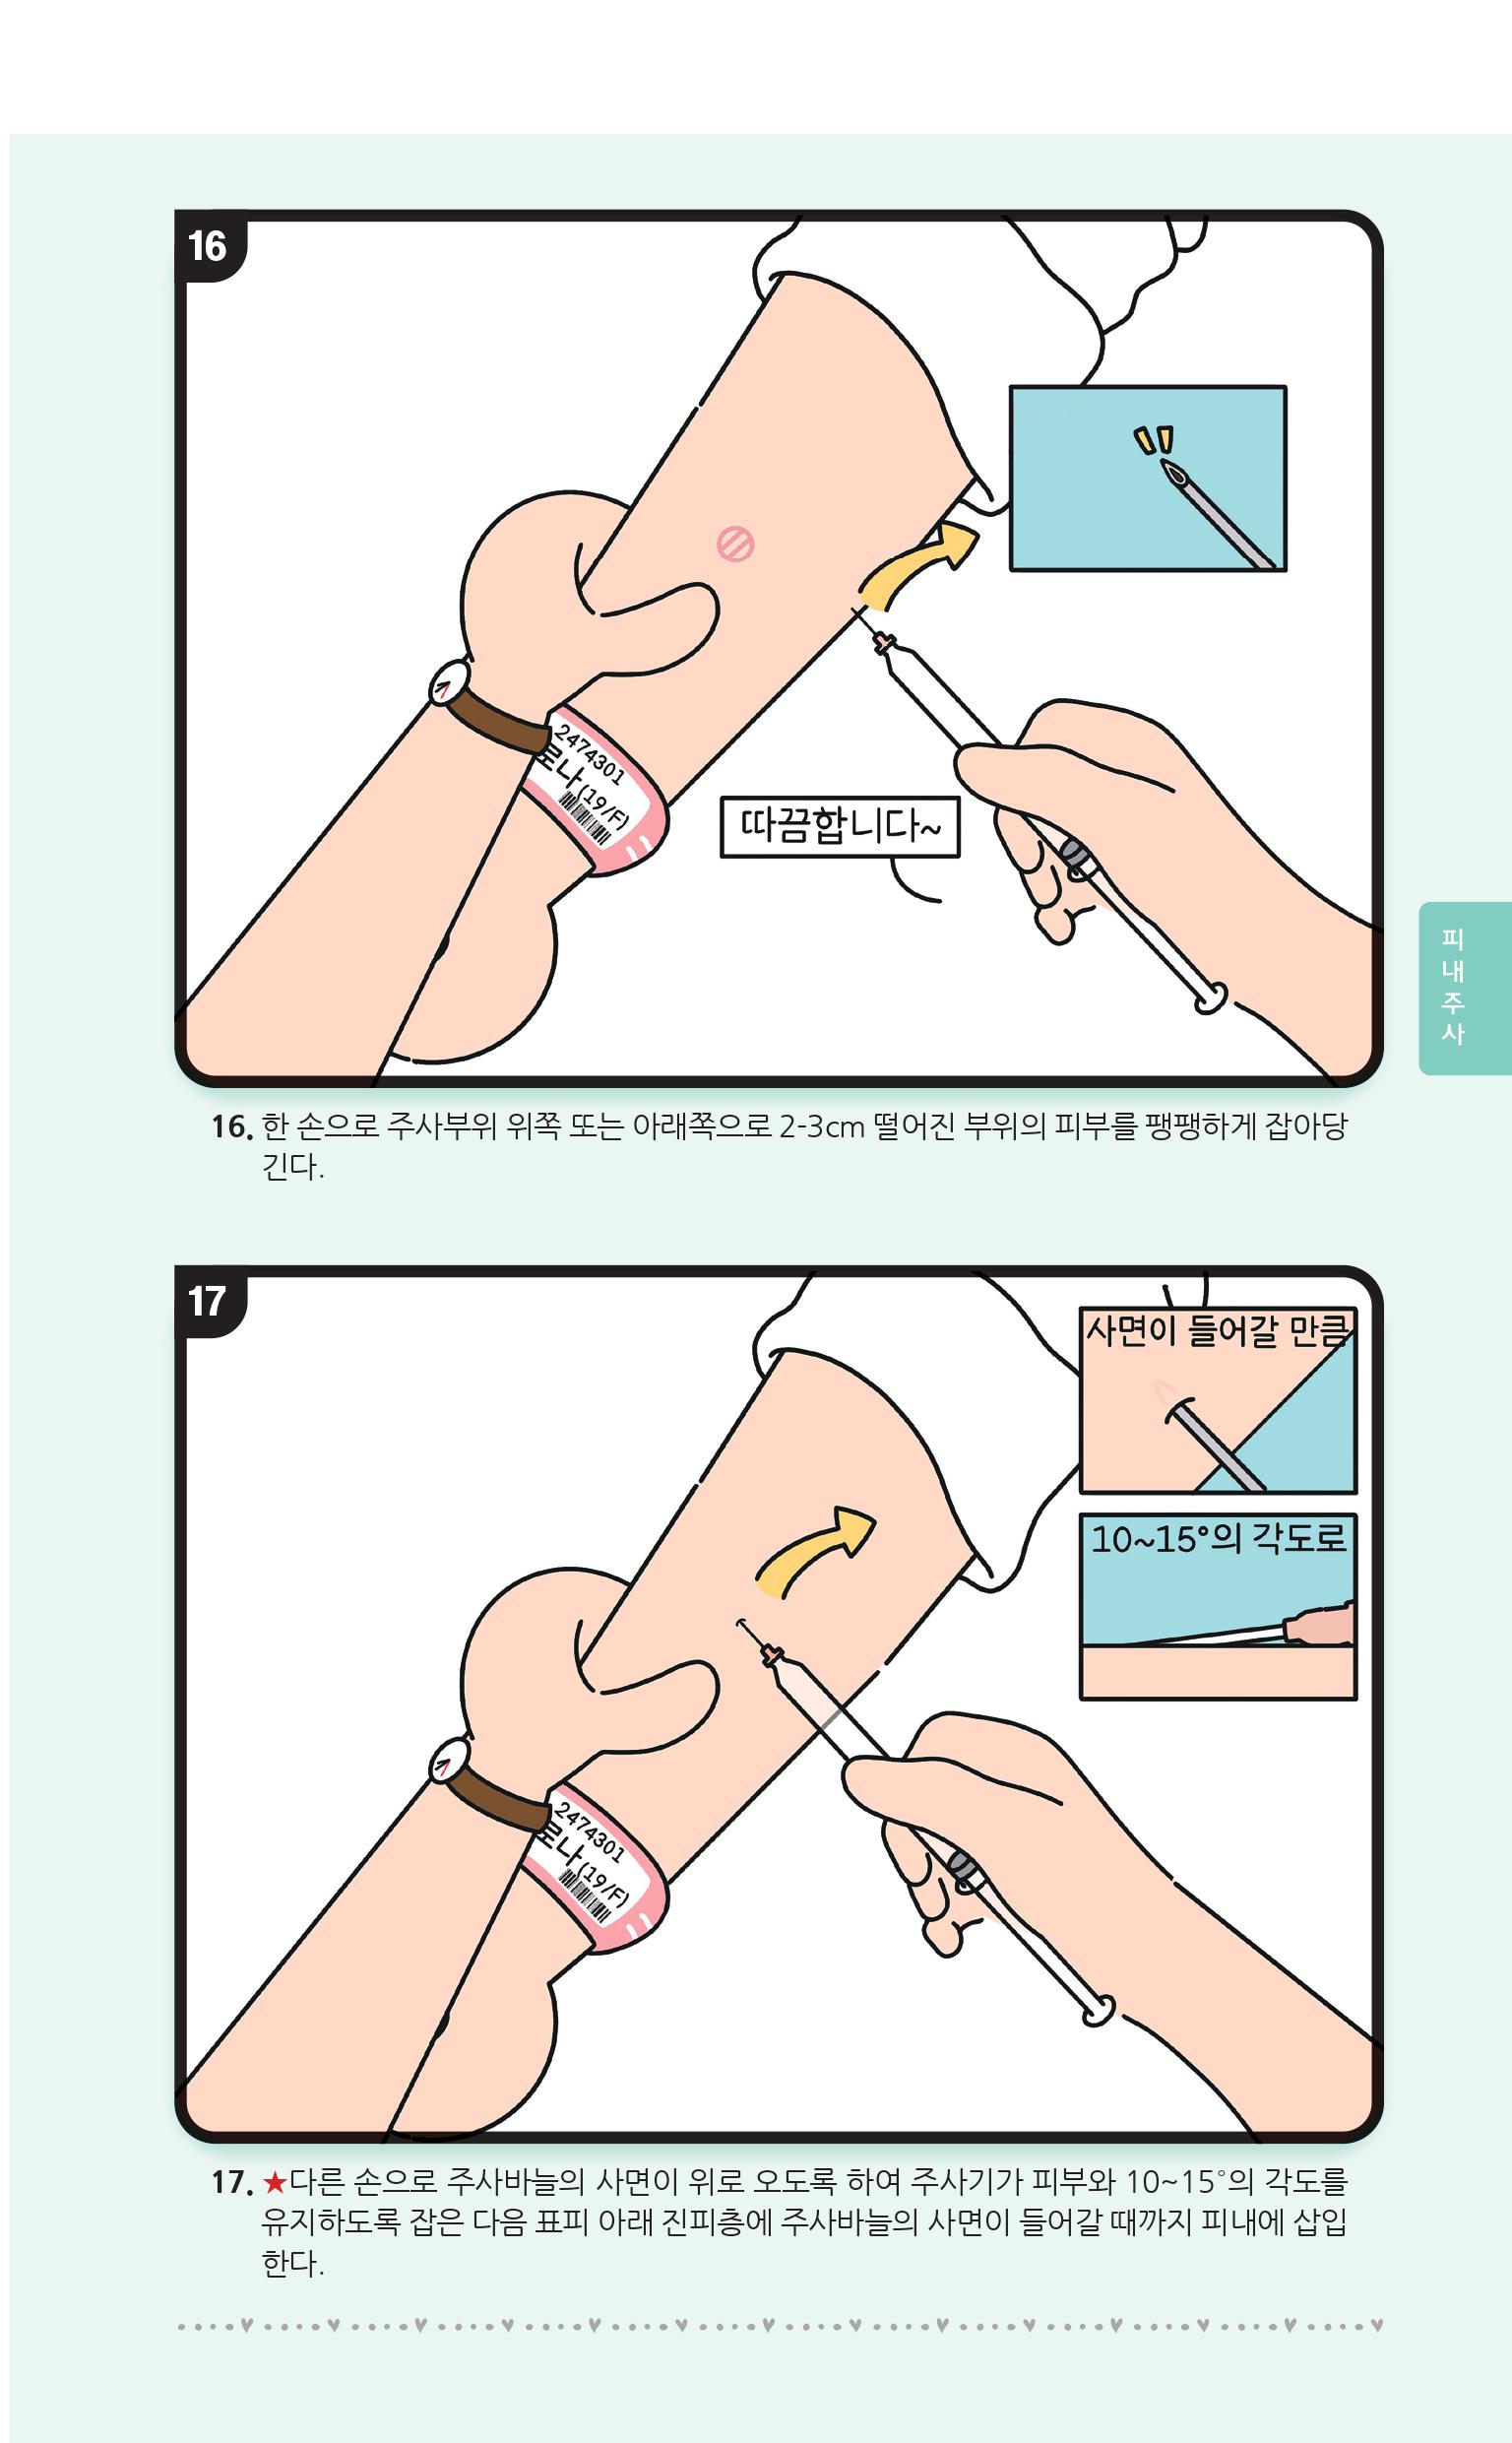 16
2474301
로나(19/F)
따끔합니다~
피내주사
16. 한 손으로 주사부위 위쪽 또는 아래쪽으로 2-3cm 떨어진 부위의 피부를 팽팽하게 잡아당
긴다.
17
사면이 들어갈 만큼
10~15°의 각도로
2474301
로나(19/F)
17. ★다른 손으로 주사바늘의 사면이 위로 오도록 하여 주사기가 피부와 10~15°의 각도를
유지하도록 잡은 다음 표피 아래 진피층에 주사바늘의 사면이 들어갈 때까지 피내에 삽입
한다.